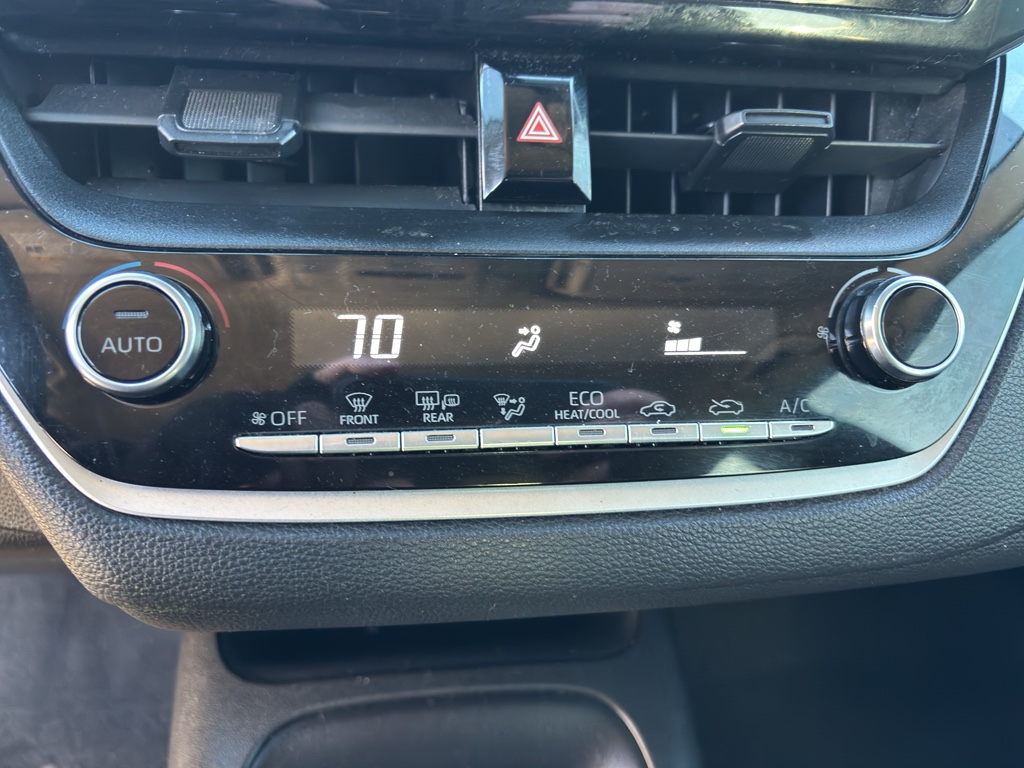 AUTO
70
OFF
FRONT
REAR
ECO
HEAT/COOL
A/C